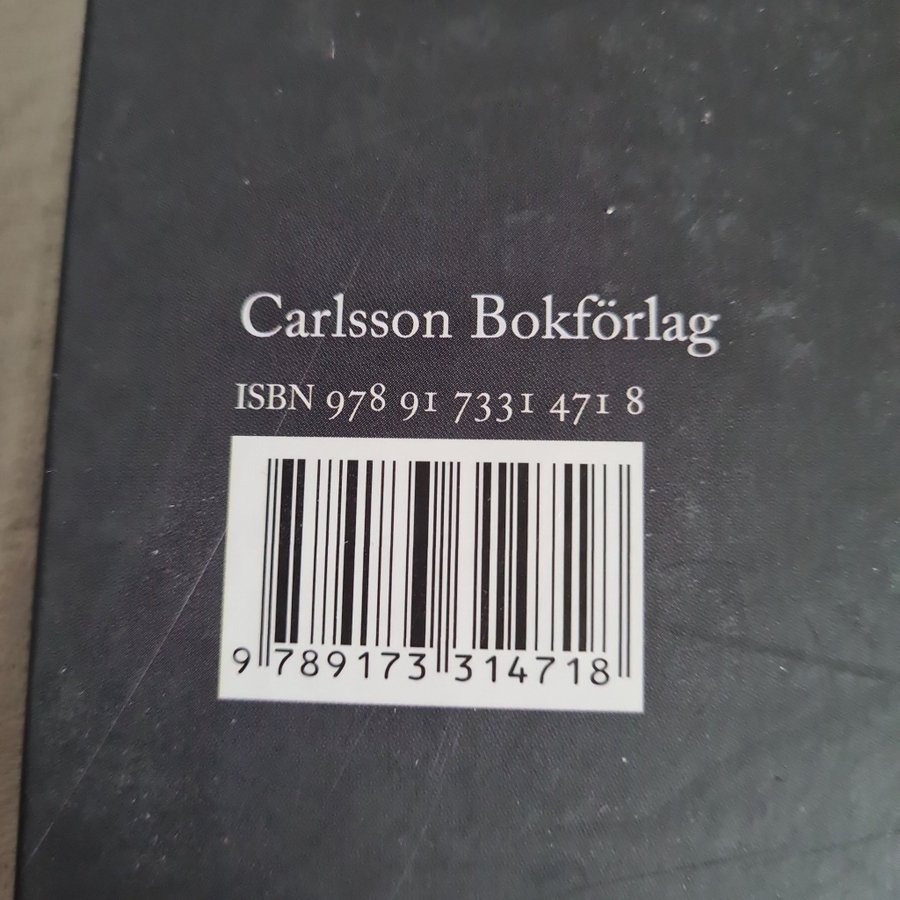 Carlsson Bokförlag
ISBN 978 91 7331 471 8
9 789173 314718